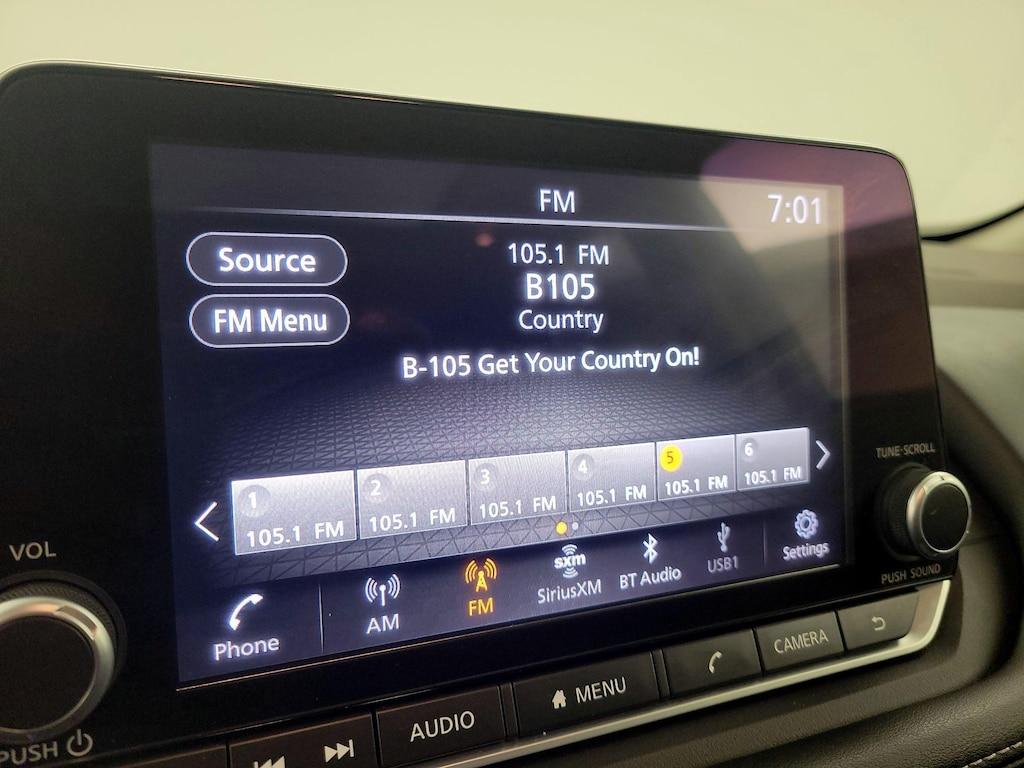 FM
7:01
Source
FM Menu
105.1 FM
B105
Country
B-105 Get Your Country On!
1
105.1 FM
2
105.1 FM
3
105.1 FM
4
105.1 FM
5
105.1 FM
6
105.1 FM
Phone
AM
FM
sxm
SiriusXM
BT Audio
USB1
Settings
VOL
PUSH
TUNE·SCROLL
PUSH SOUND
AUDIO
MENU
CAMERA